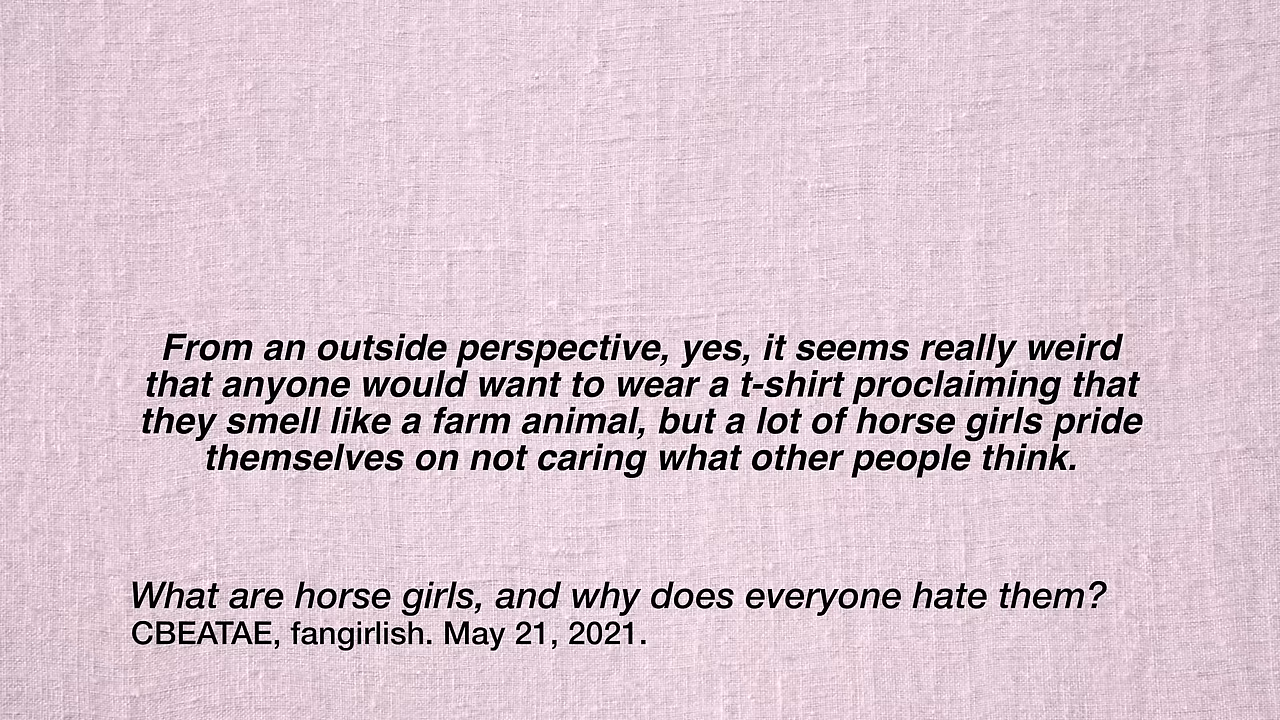 From an outside perspective, yes, it seems really weird
that anyone would want to wear a t-shirt proclaiming that
they smell like a farm animal, but a lot of horse girls pride
themselves on not caring what other people think.
What are horse girls, and why does everyone hate them?
CBEATAE, fangirlish. May 21, 2021.